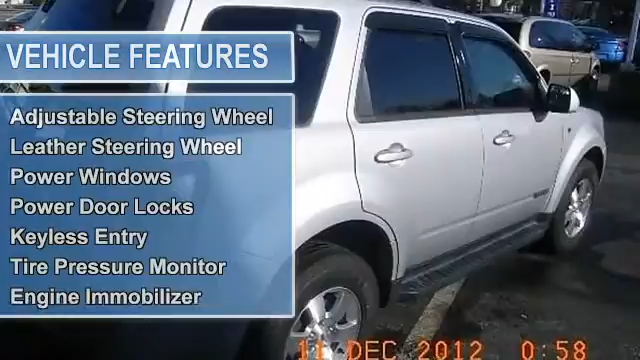 VEHICLE FEATURES
Adjustable Steering Wheel
Leather Steering Wheel
Power Windows
Power Door Locks
Keyless Entry
Tire Pressure Monitor
Engine Immobilizer
11 DEC 2012 0:58